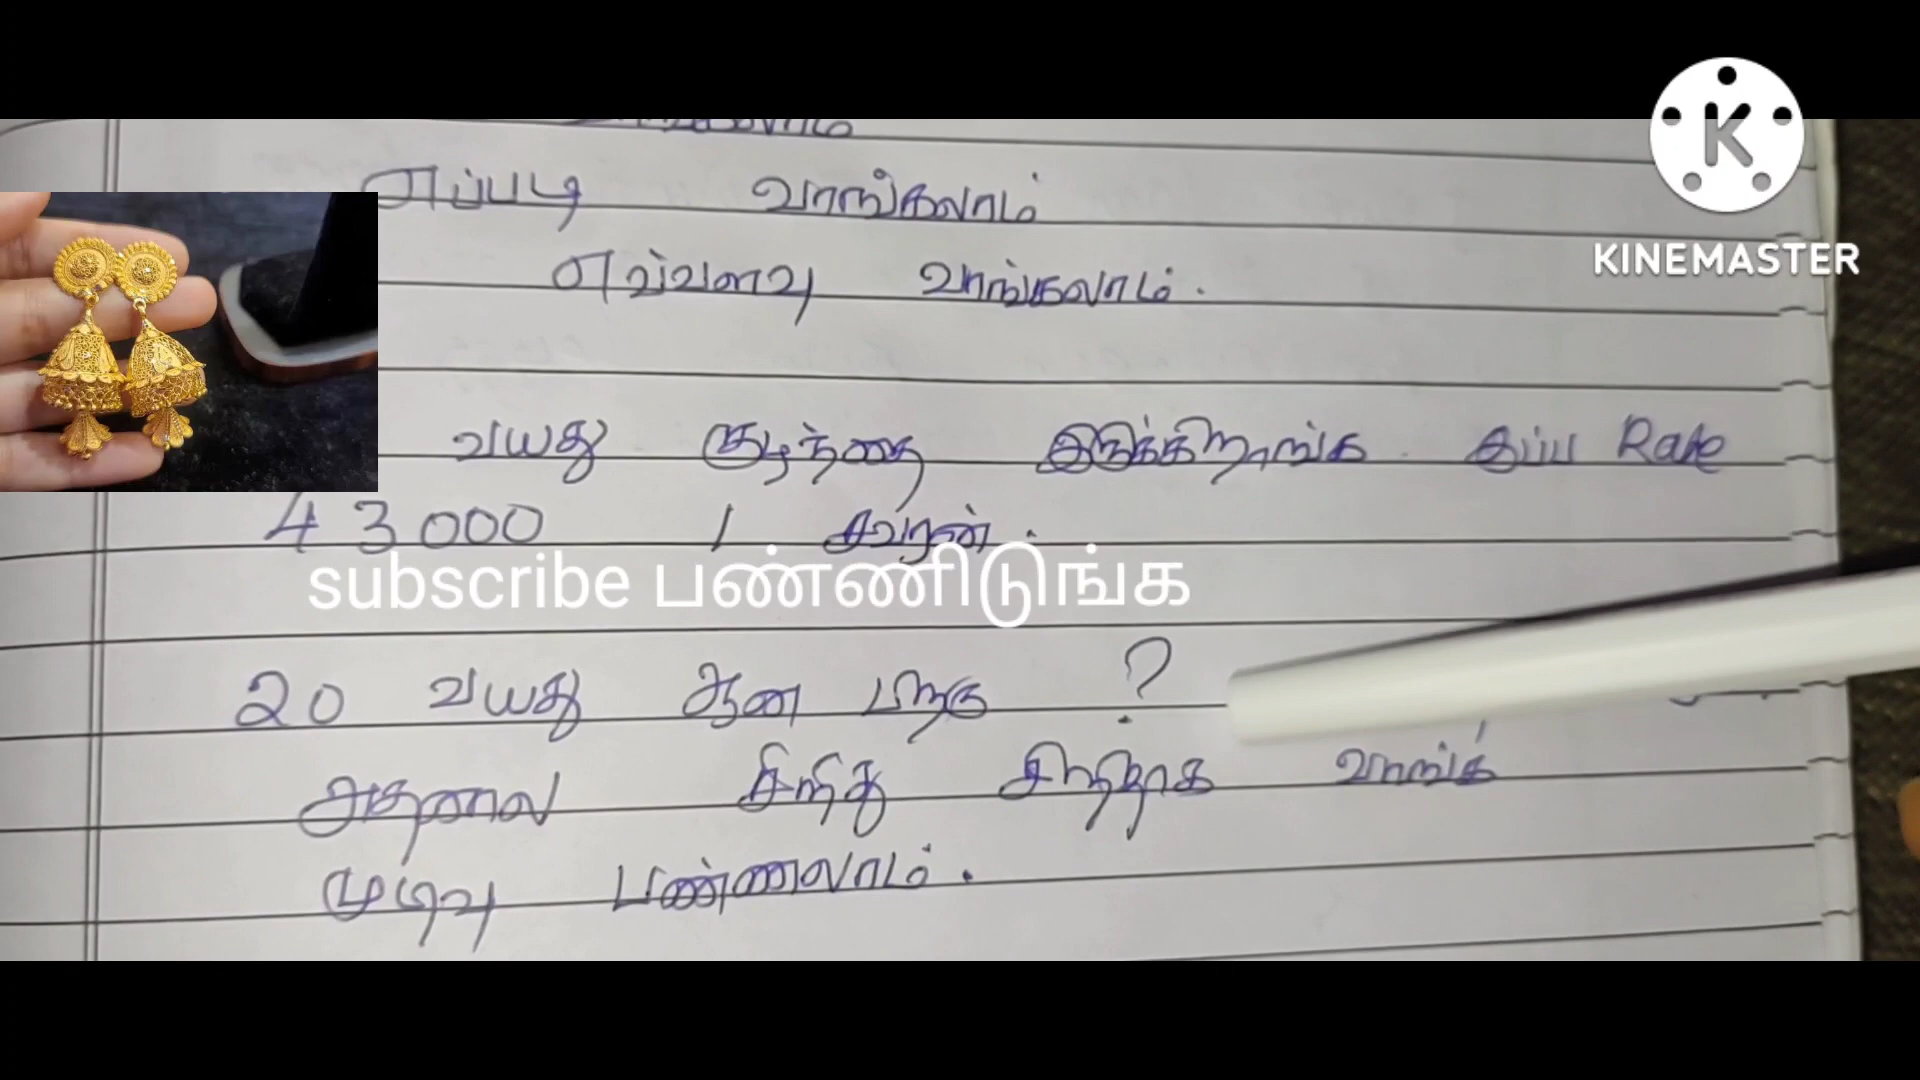 எப்படி வாங்கலாம்
எவ்வளவு வாங்கலாம்.
வயது குழந்தை இருக்கிறாங்க இப்ப Rate
43000 1 சவரன்.
subscribe பண்ணிடுங்க
20 வயது ஆன பிறகு ?
அதனால சிறித சிறிதாக வாங்க
முடிவு பண்ணலாம்.
KINEMASTER